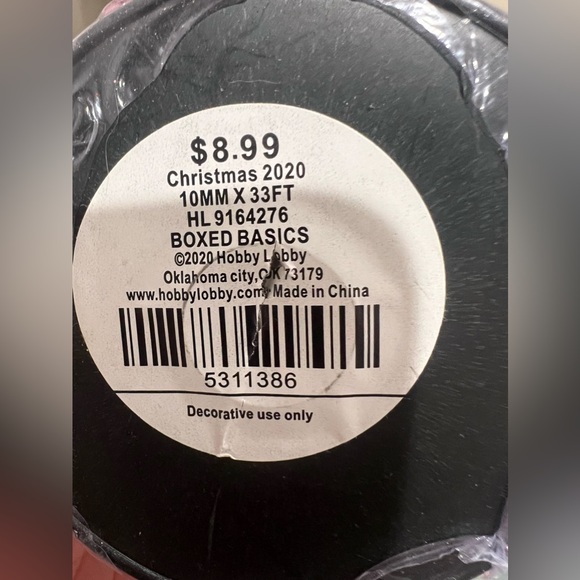 $8.99
Christmas 2020
10MM X 33FT
HL 9164276
BOXED BASICS
©2020 Hobby Lobby
Oklahoma city,OK 73179
www.hobbylobby.com Made in China
5311386
Decorative use only